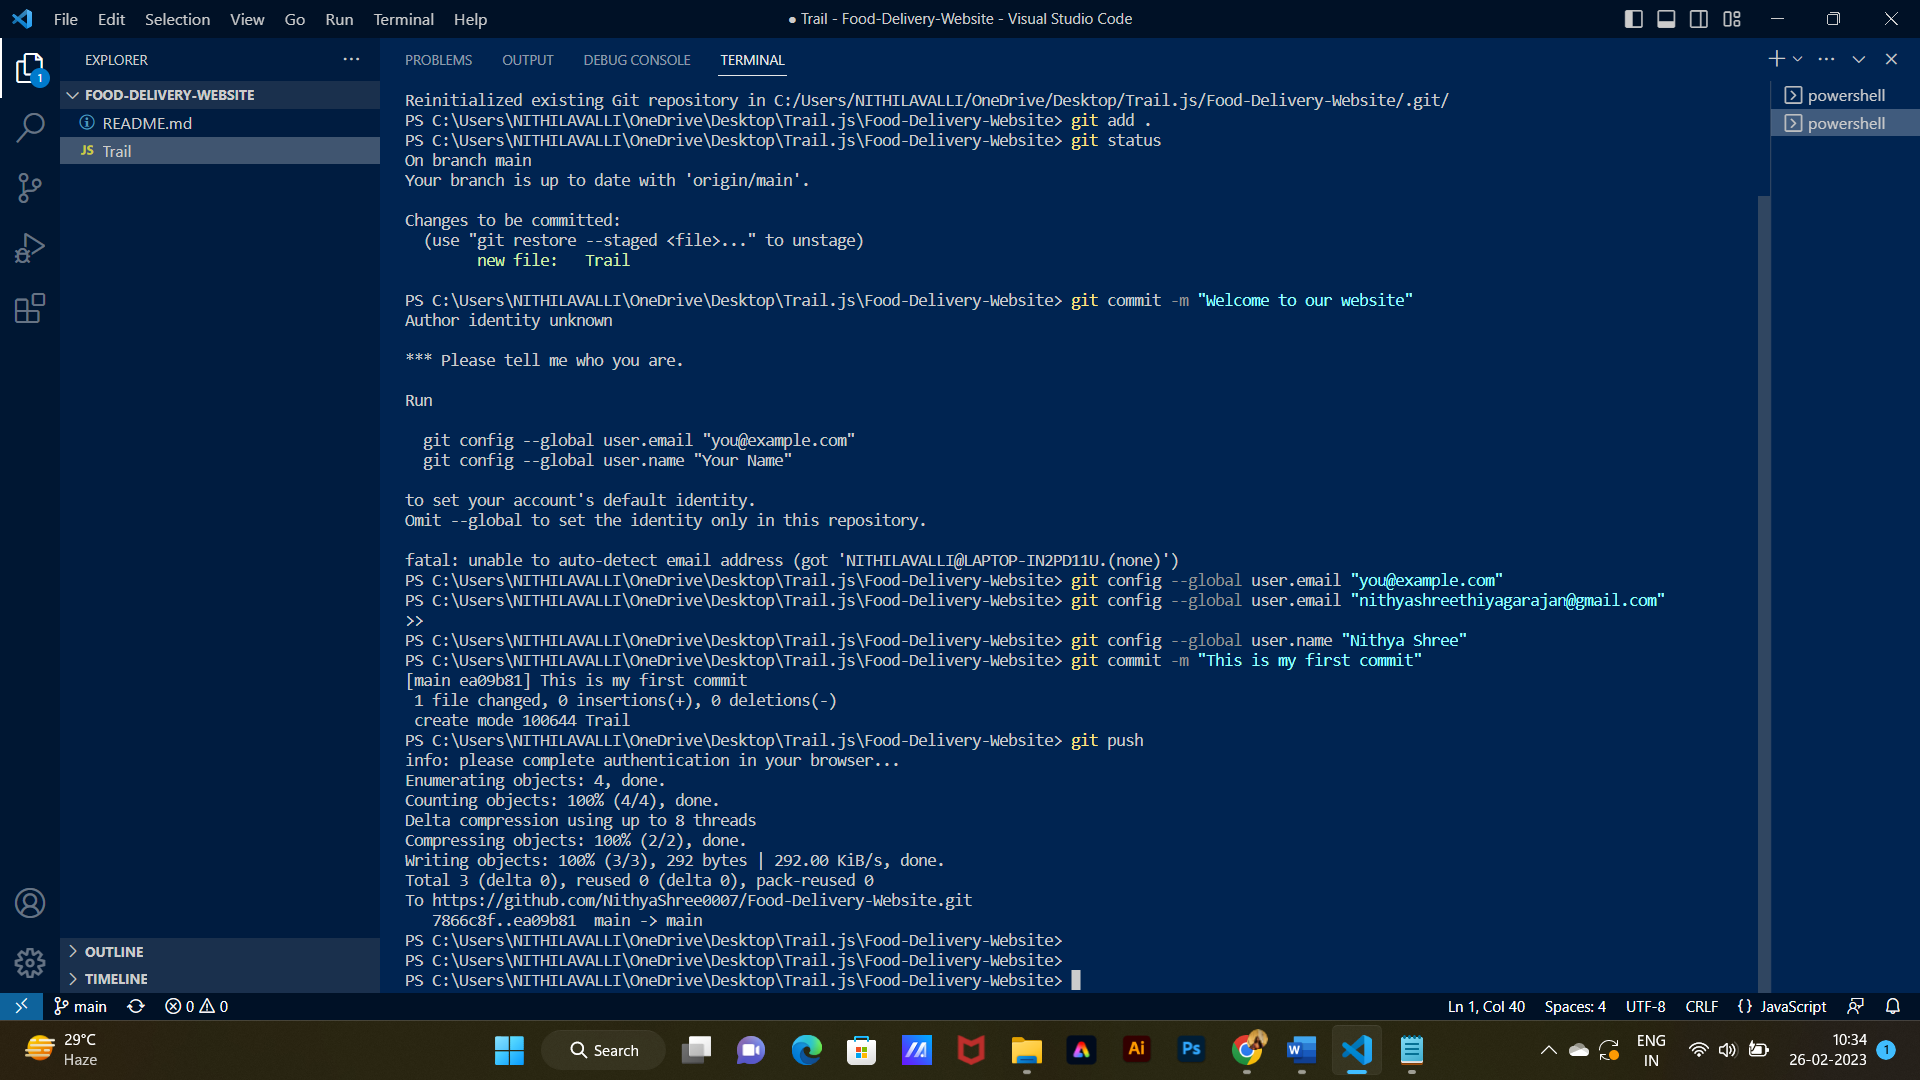 File Edit Selection View Go Run Terminal Help
● Trail - Food-Delivery-Website - Visual Studio Code
EXPLORER
1
FOOD-DELIVERY-WEBSITE
README.md
JS Trail
OUTLINE
TIMELINE
PROBLEMS OUTPUT DEBUG CONSOLE TERMINAL
powershell
powershell
Reinitialized existing Git repository in C:/Users/NITHILAVALLI/OneDrive/Desktop/Trail.js/Food-Delivery-Website/.git/
PS C:\Users\NITHILAVALLI\OneDrive\Desktop\Trail.js\Food-Delivery-Website> git add .
PS C:\Users\NITHILAVALLI\OneDrive\Desktop\Trail.js\Food-Delivery-Website> git status
On branch main
Your branch is up to date with 'origin/main'.
Changes to be committed:
(use "git restore --staged <file>..." to unstage)
new file:   Trail
PS C:\Users\NITHILAVALLI\OneDrive\Desktop\Trail.js\Food-Delivery-Website> git commit -m "Welcome to our website"
Author identity unknown
*** Please tell me who you are.
Run
git config --global user.email "you@example.com"
git config --global user.name "Your Name"
to set your account's default identity.
Omit --global to set the identity only in this repository.
fatal: unable to auto-detect email address (got 'NITHILAVALLI@LAPTOP-IN2PD11U.(none)')
PS C:\Users\NITHILAVALLI\OneDrive\Desktop\Trail.js\Food-Delivery-Website> git config --global user.email "you@example.com"
PS C:\Users\NITHILAVALLI\OneDrive\Desktop\Trail.js\Food-Delivery-Website> git config --global user.email "nithyashreethiyagarajan@gmail.com"
>>
PS C:\Users\NITHILAVALLI\OneDrive\Desktop\Trail.js\Food-Delivery-Website> git config --global user.name "Nithya Shree"
PS C:\Users\NITHILAVALLI\OneDrive\Desktop\Trail.js\Food-Delivery-Website> git commit -m "This is my first commit"
[main ea09b81] This is my first commit
1 file changed, 0 insertions(+), 0 deletions(-)
create mode 100644 Trail
PS C:\Users\NITHILAVALLI\OneDrive\Desktop\Trail.js\Food-Delivery-Website> git push
info: please complete authentication in your browser...
Enumerating objects: 4, done.
Counting objects: 100% (4/4), done.
Delta compression using up to 8 threads
Compressing objects: 100% (2/2), done.
Writing objects: 100% (3/3), 292 bytes | 292.00 KiB/s, done.
Total 3 (delta 0), reused 0 (delta 0), pack-reused 0
To https://github.com/NithyaShree0007/Food-Delivery-Website.git
7866c8f..ea09b81  main -> main
PS C:\Users\NITHILAVALLI\OneDrive\Desktop\Trail.js\Food-Delivery-Website>
PS C:\Users\NITHILAVALLI\OneDrive\Desktop\Trail.js\Food-Delivery-Website>
PS C:\Users\NITHILAVALLI\OneDrive\Desktop\Trail.js\Food-Delivery-Website>
main 0 0 Ln 1, Col 40 Spaces: 4 UTF-8 CRLF {} JavaScript
29°C
Haze
Search
Ai
Ps
W
ENG
IN
10:34
26-02-2023
1